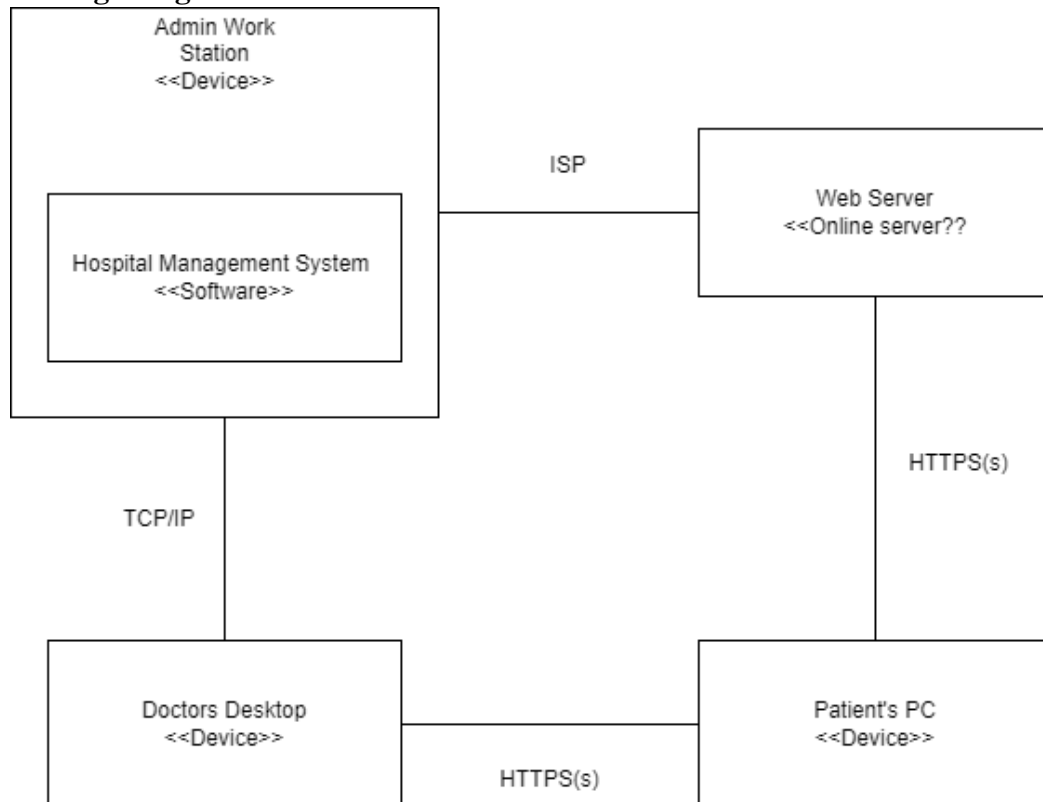 Admin Work
Station
<<Device>>
ISP
Web Server
<<Online server??
Hospital Management System
<<Software>>
HTTPS(s)
TCP/IP
Doctors Desktop
<<Device>>
Patient's PC
<<Device>>
HTTPS(s)